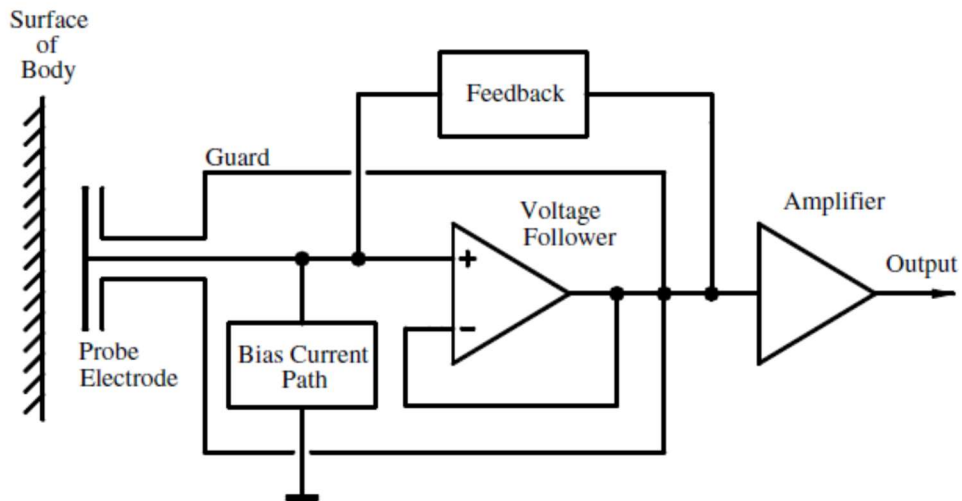 Surface
of
Body
Feedback
Guard
Voltage
Follower
Amplifier
Output
+
−
Probe
Electrode
Bias Current
Path